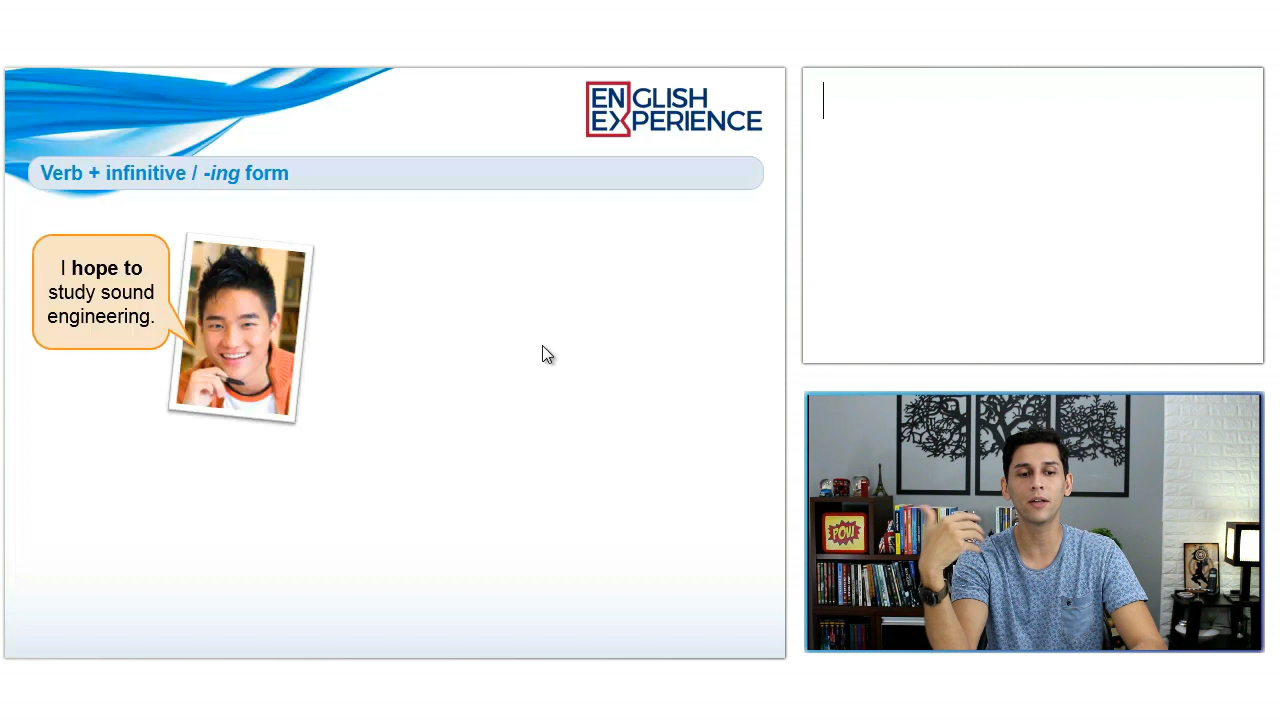 ENGLISH
EXPERIENCE
Verb + infinitive / -ing form
I hope to
study sound
engineering.
POW!